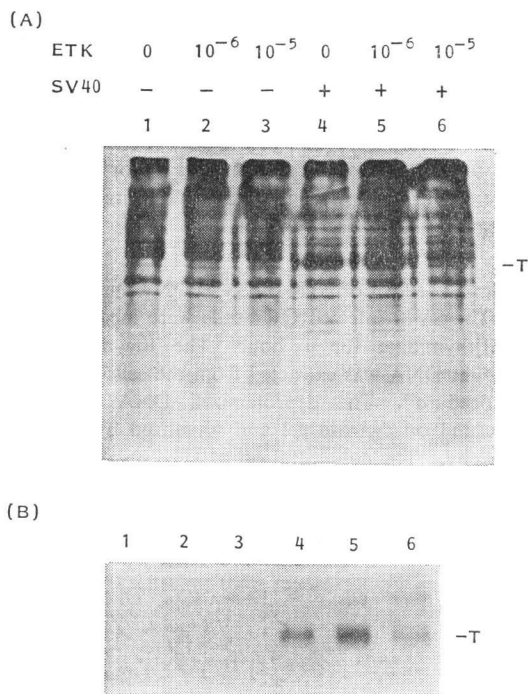 (A)
ETK 0 10⁻⁶ 10⁻⁵ 0 10⁻⁶ 10⁻⁵
SV40 − − − + + +
1 2 3 4 5 6
−T
(B)
1 2 3 4 5 6
−T